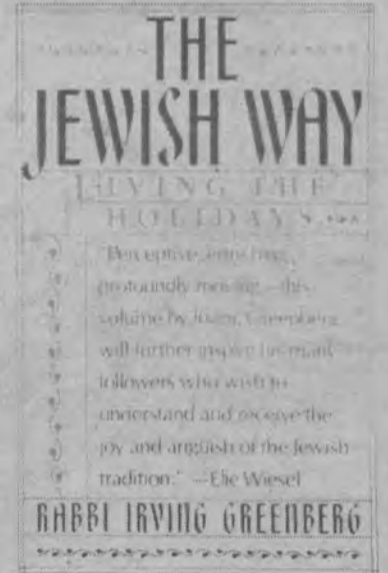 THE
JEWISH WAY
LIVING THE
HOLIDAYS
"Perceptive, enriching,
profoundly moving—this
volume by Irving Greenberg
will further inspire his many
followers who wish to
understand and receive the
joy and anguish of the Jewish
tradition." —Elie Wiesel
RABBI IRVING GREENBERG